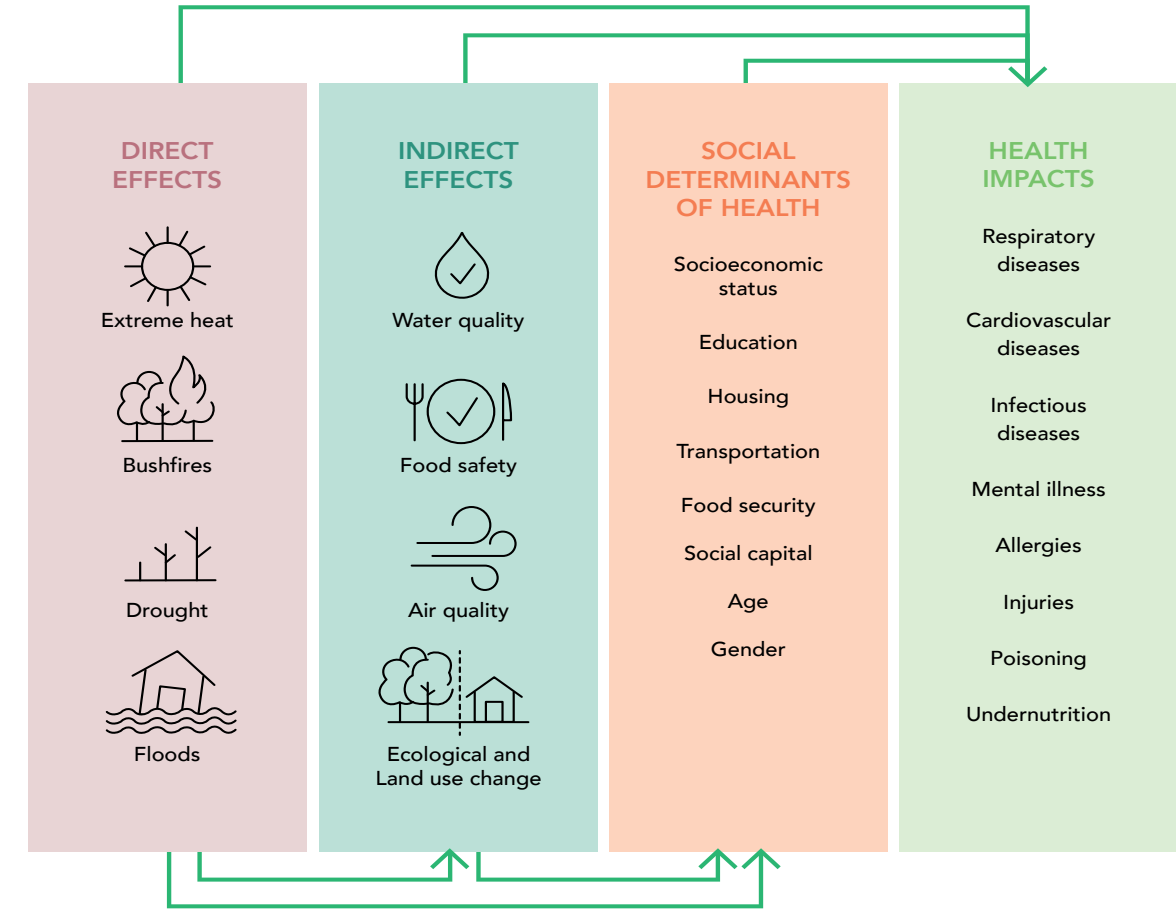 DIRECT
EFFECTS
Extreme heat
Bushfires
Drought
Floods
INDIRECT
EFFECTS
Water quality
Food safety
Air quality
Ecological and
Land use change
SOCIAL
DETERMINANTS
OF HEALTH
Socioeconomic
status
Education
Housing
Transportation
Food security
Social capital
Age
Gender
HEALTH
IMPACTS
Respiratory
diseases
Cardiovascular
diseases
Infectious
diseases
Mental illness
Allergies
Injuries
Poisoning
Undernutrition